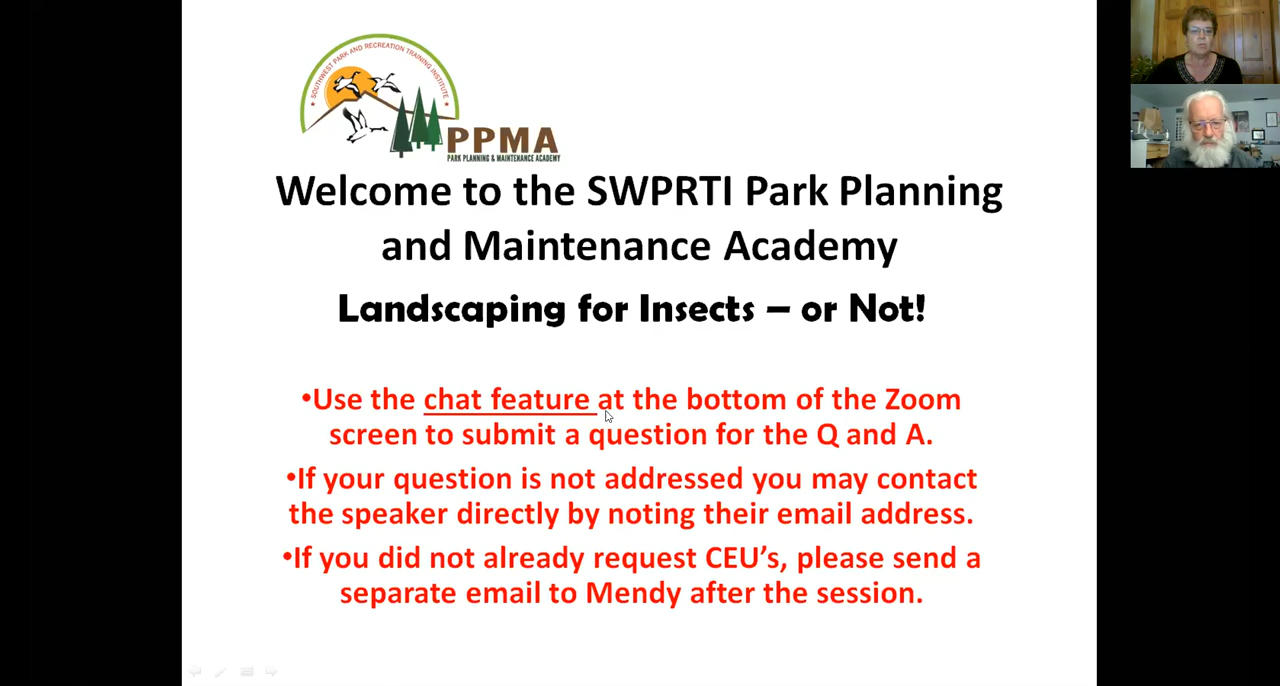 SOUTHWEST PARK AND RECREATION TRAINING INSTITUTE
PPMA
PARK PLANNING & MAINTENANCE ACADEMY
Welcome to the SWPRTI Park Planning
and Maintenance Academy
Landscaping for Insects – or Not!
•Use the chat feature at the bottom of the Zoom
screen to submit a question for the Q and A.
•If your question is not addressed you may contact
the speaker directly by noting their email address.
•If you did not already request CEU’s, please send a
separate email to Mendy after the session.